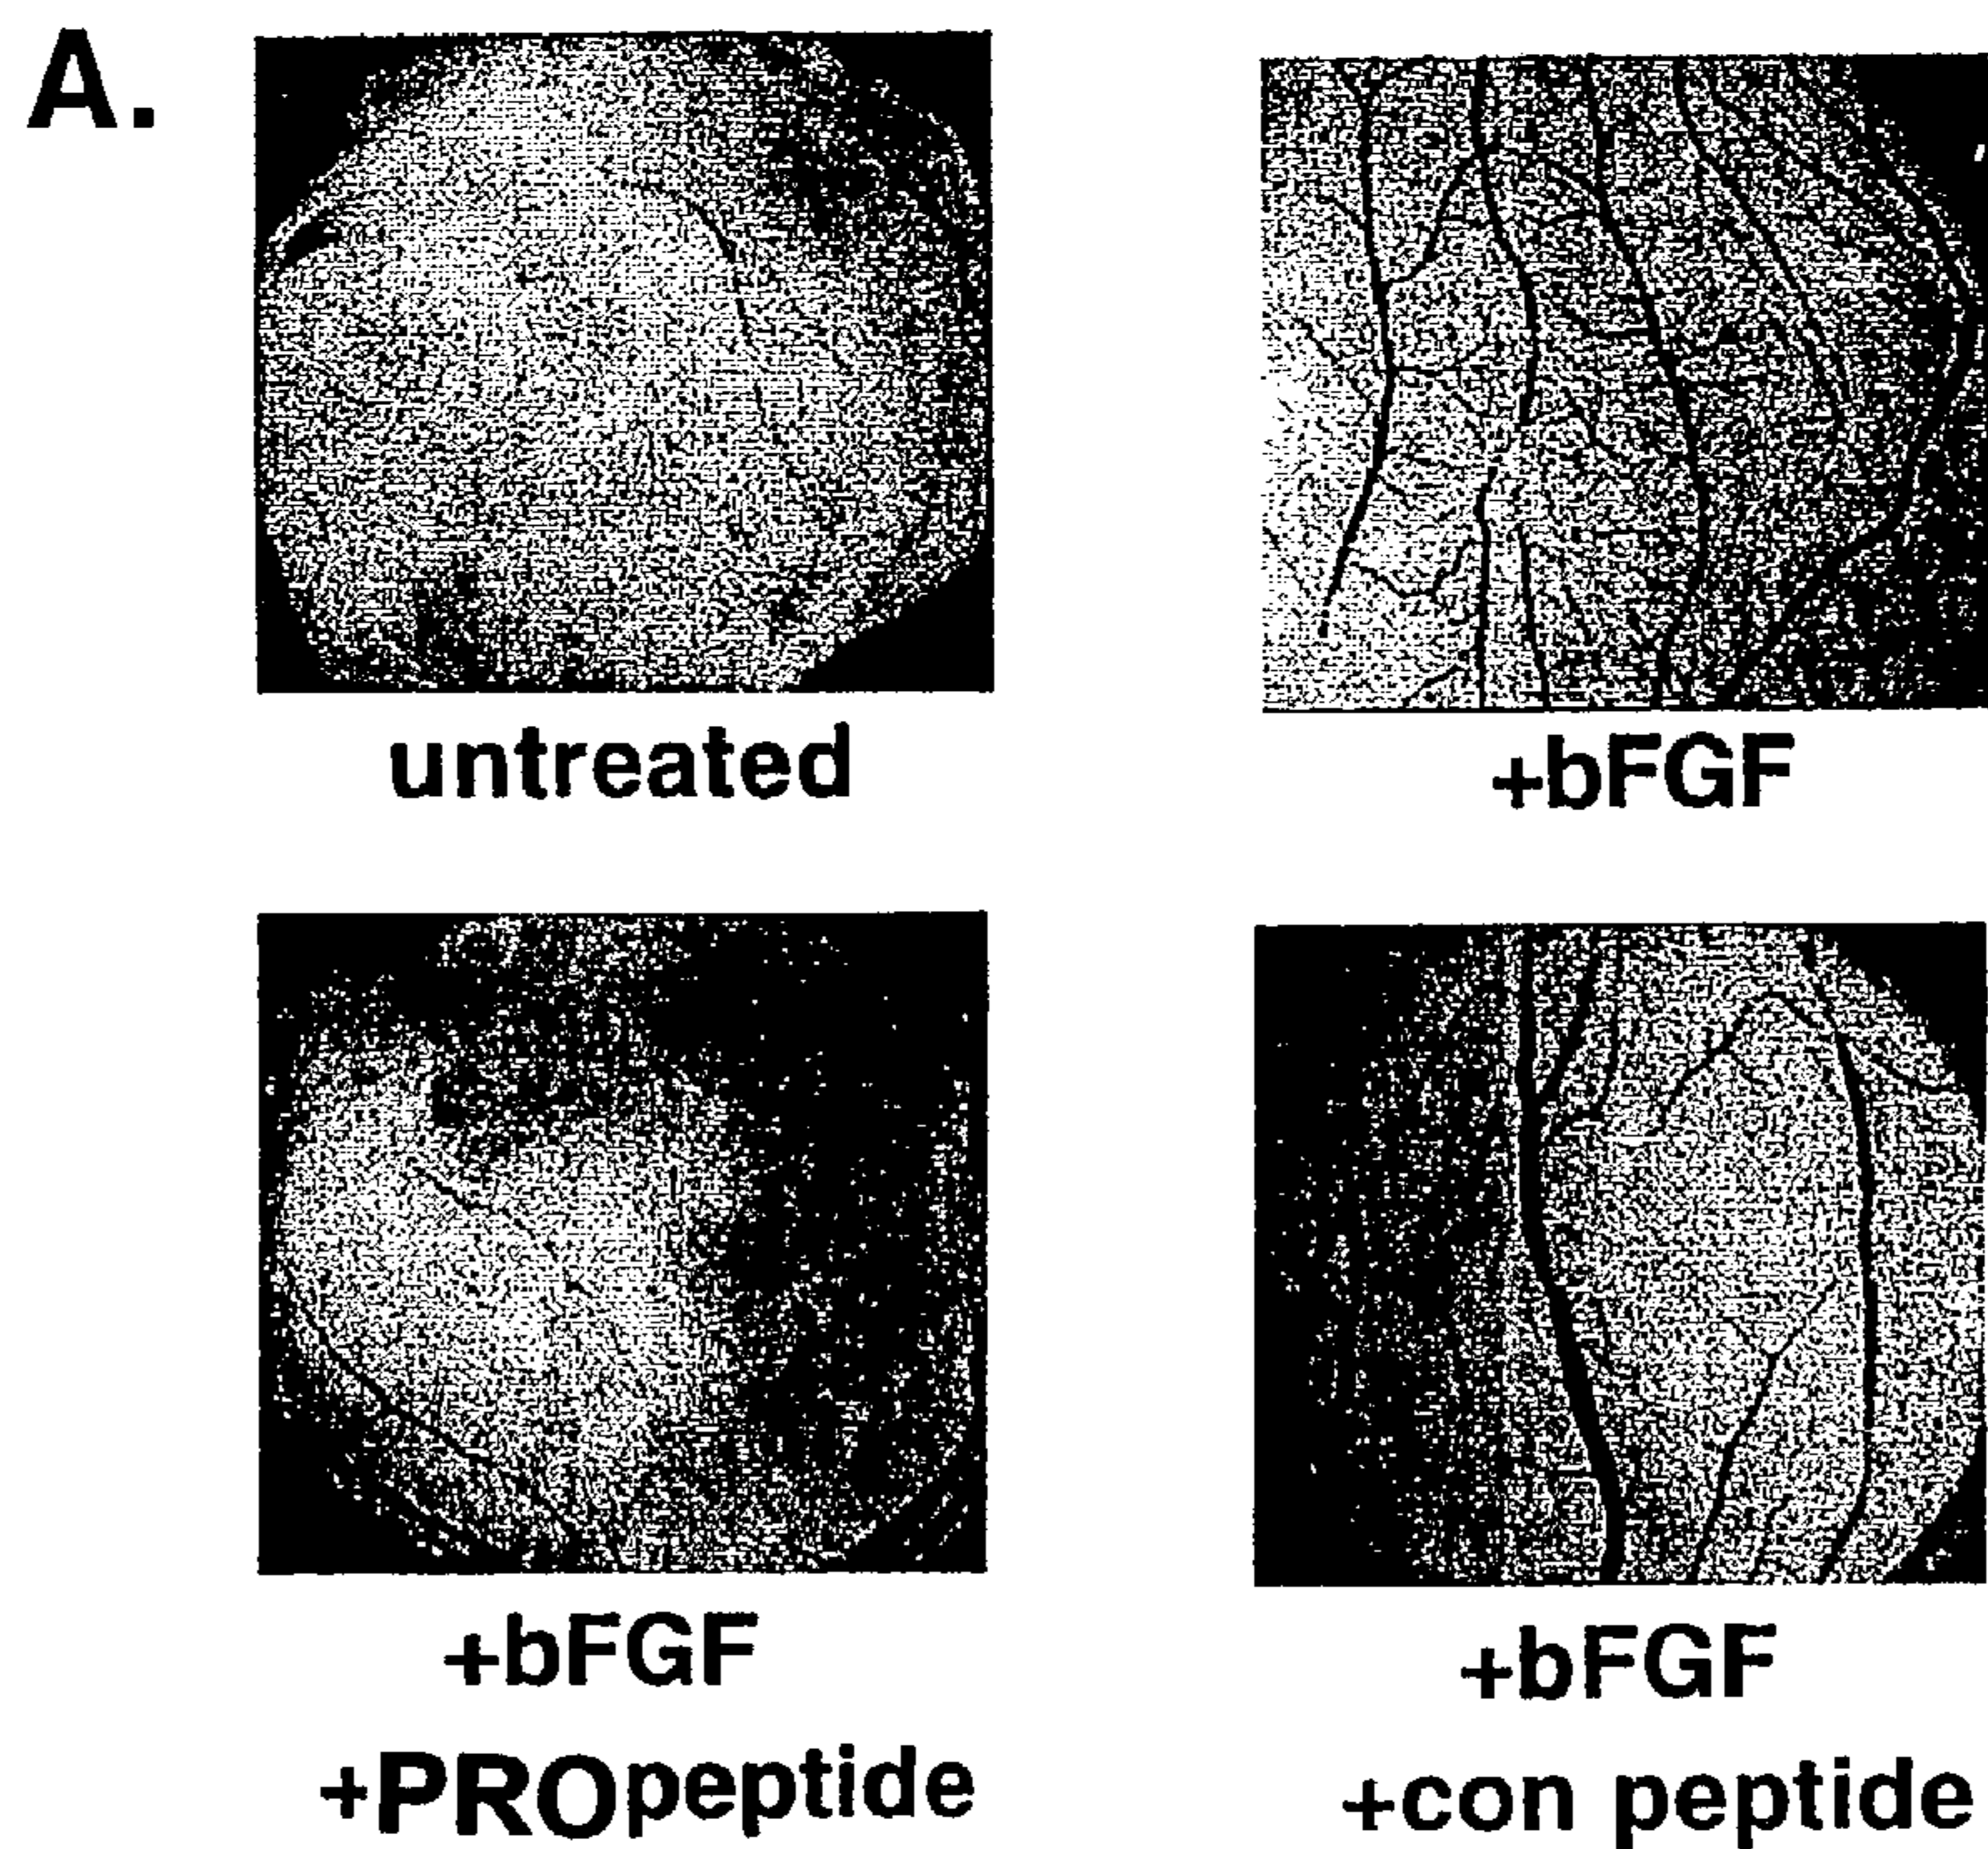 A.
untreated
+bFGF
+bFGF
+PROpeptide
+bFGF
+con peptide